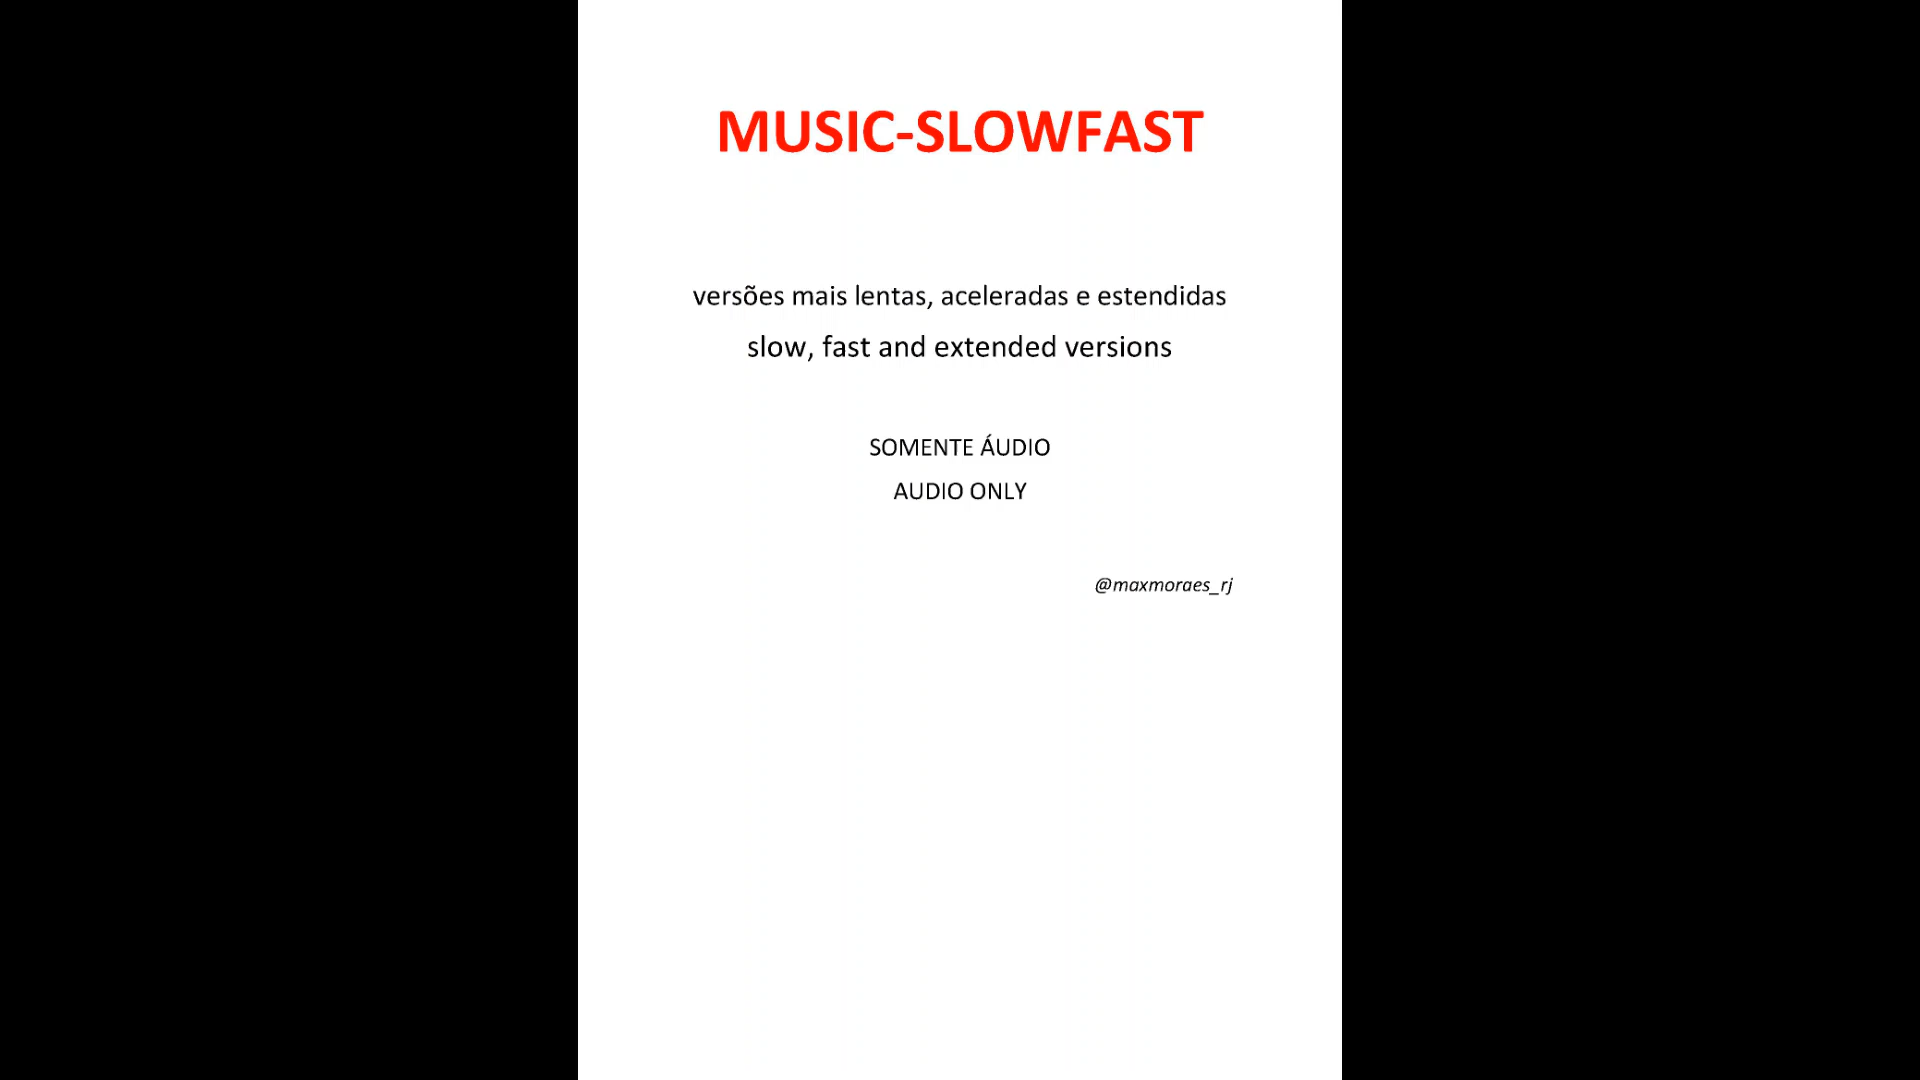 MUSIC-SLOWFAST
versões mais lentas, aceleradas e estendidas
slow, fast and extended versions
SOMENTE ÁUDIO
AUDIO ONLY
@maxmoraes_rj